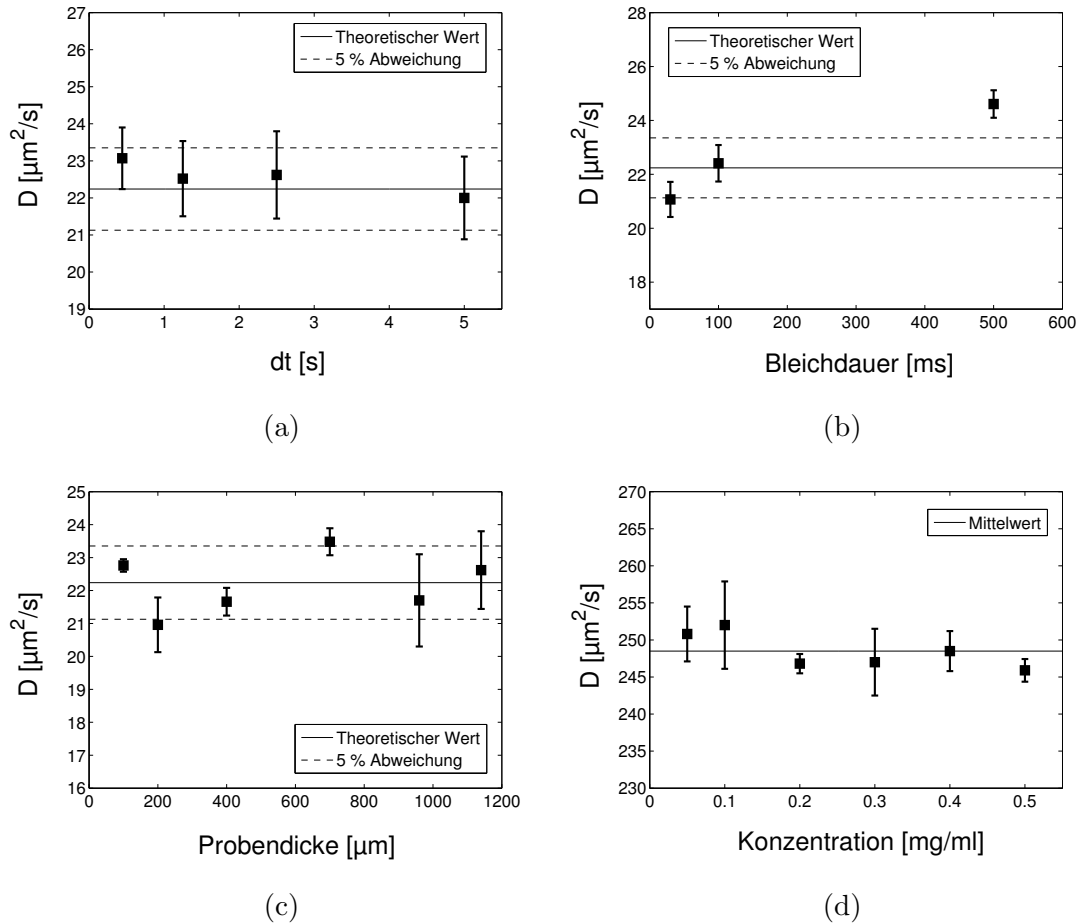 27
26
25
24
23
22
21
20
19
D [µm²/s]
0 1 2 3 4 5
dt [s]
Theoretischer Wert
5 % Abweichung
(a)
28
26
24
22
20
18
D [µm²/s]
0 100 200 300 400 500 600
Bleichdauer [ms]
Theoretischer Wert
5 % Abweichung
(b)
25
24
23
22
21
20
19
18
17
16
D [µm²/s]
0 200 400 600 800 1000 1200
Probendicke [µm]
Theoretischer Wert
5 % Abweichung
(c)
270
265
260
255
250
245
240
235
230
D [µm²/s]
0 0.1 0.2 0.3 0.4 0.5
Konzentration [mg/ml]
Mittelwert
(d)